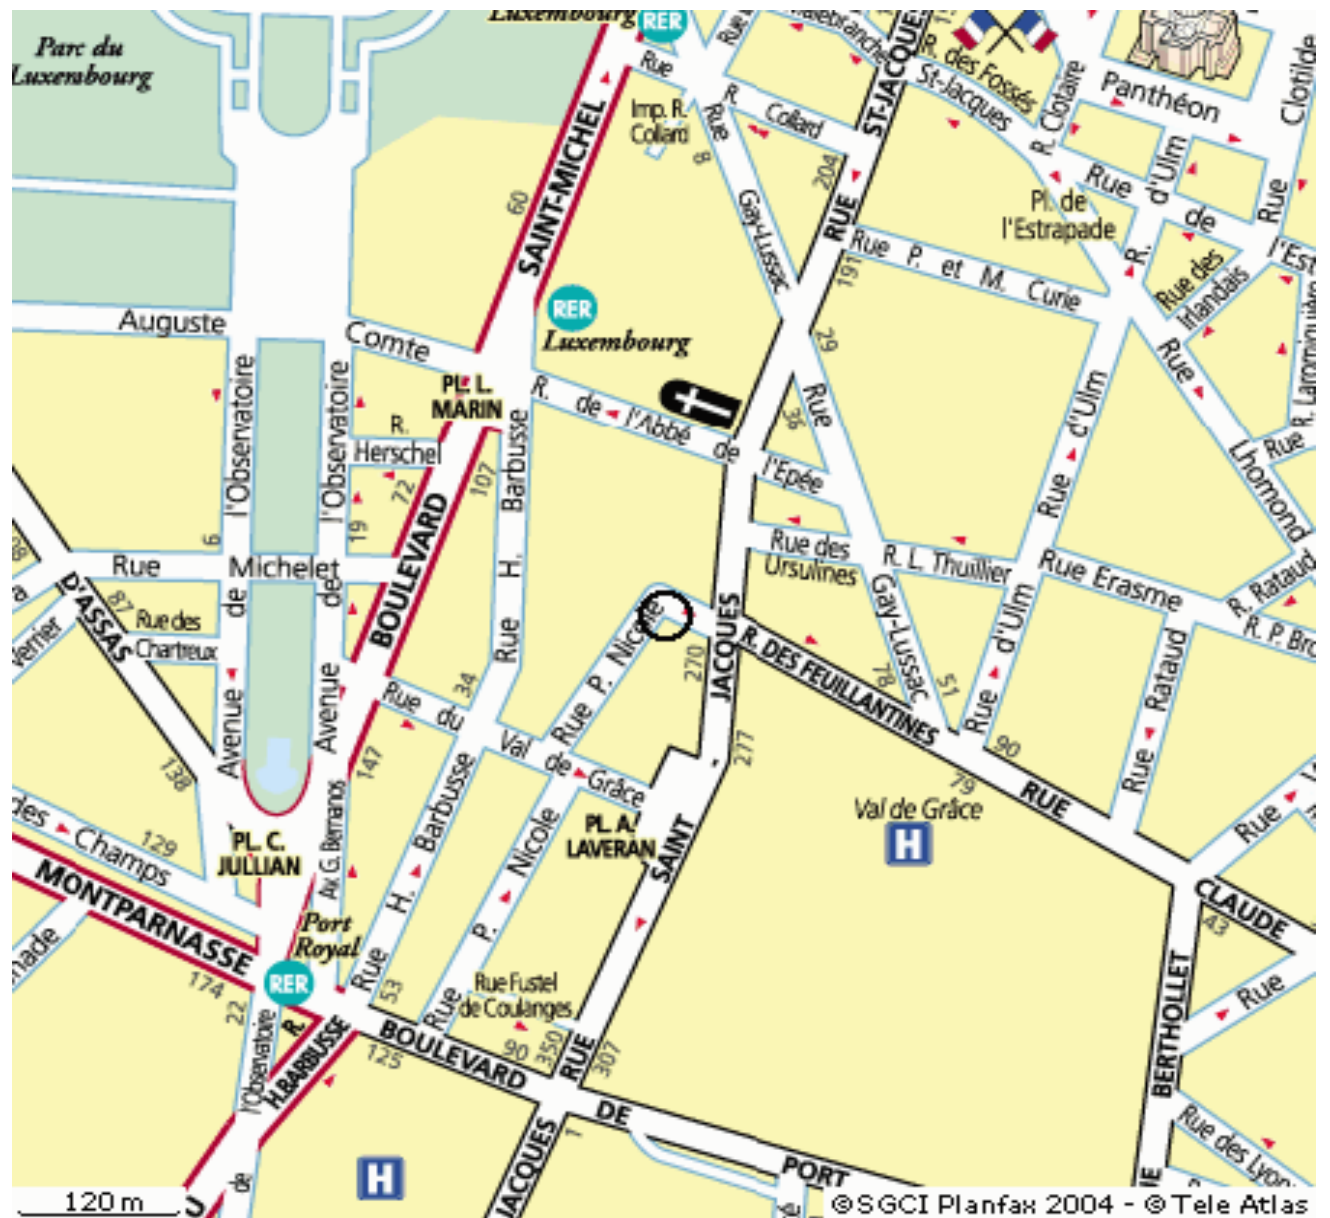 Luxembourg
RER
Parc du
Luxembourg
Rue
R.
Collard
Imp. R.
Collard
Rue
8
Gay-Lussac
SAINT-MICHEL
60
ST-JACQUES
R. des Fossés
St-Jacques
R. Clotaire
Panthéon
Clotilde
Rue
204
RUE
191
Rue P. et M. Curie
Pl. de
l'Estrapade
Rue
de
l'Est
R.
d'Ulm
Rue des
Irlandais
R. Laromiguière
RER
Luxembourg
Auguste
Comte
PL. L.
MARIN
R.
de
l'Abbé
de
l'Epée
29
36
Rue
Rue
Lhomond
Rue
l'Observatoire
l'Observatoire
R.
Herschel
72
107
Barbusse
H.
Rue
BOULEVARD
6
19
Rue
Michelet
de
de
Rue d'Ulm
Rue des
Ursulines
R. L. Thuillier
Rue Erasme
R. Rataud
R. P. Bro
98
D'ASSAS
87
Rue des
Chartreux
Verrier
Avenue
Avenue
Rue P. Nicole
270
JACQUES
R. DES FEUILLANTINES
Gay-Lussac
78
51
Rue d'Ulm
Rue Rataud
34
Rue du
Val
de
Grâce
147
138
277
90
79
RUE
Val de Grâce
H
des
Champs
129
PL. C.
JULLIAN
Av. G. Bernanos
Rue H. Barbusse
Rue P. Nicole
PL. A.
LAVERAN
SAINT
Rue
CLAUDE
43
MONTPARNASSE
174
Port
Royal
RER
22
R.
H. BARBUSSE
l'Observatoire
de
53
125
Rue Fustel
de Coulanges
90
350
307
RUE
BOULEVARD
DE
PORT
1
JACQUES
H
BERTHOLLET
Rue
Rue des Lyon
120 m
©SGCI Planfax 2004 - © Tele Atlas